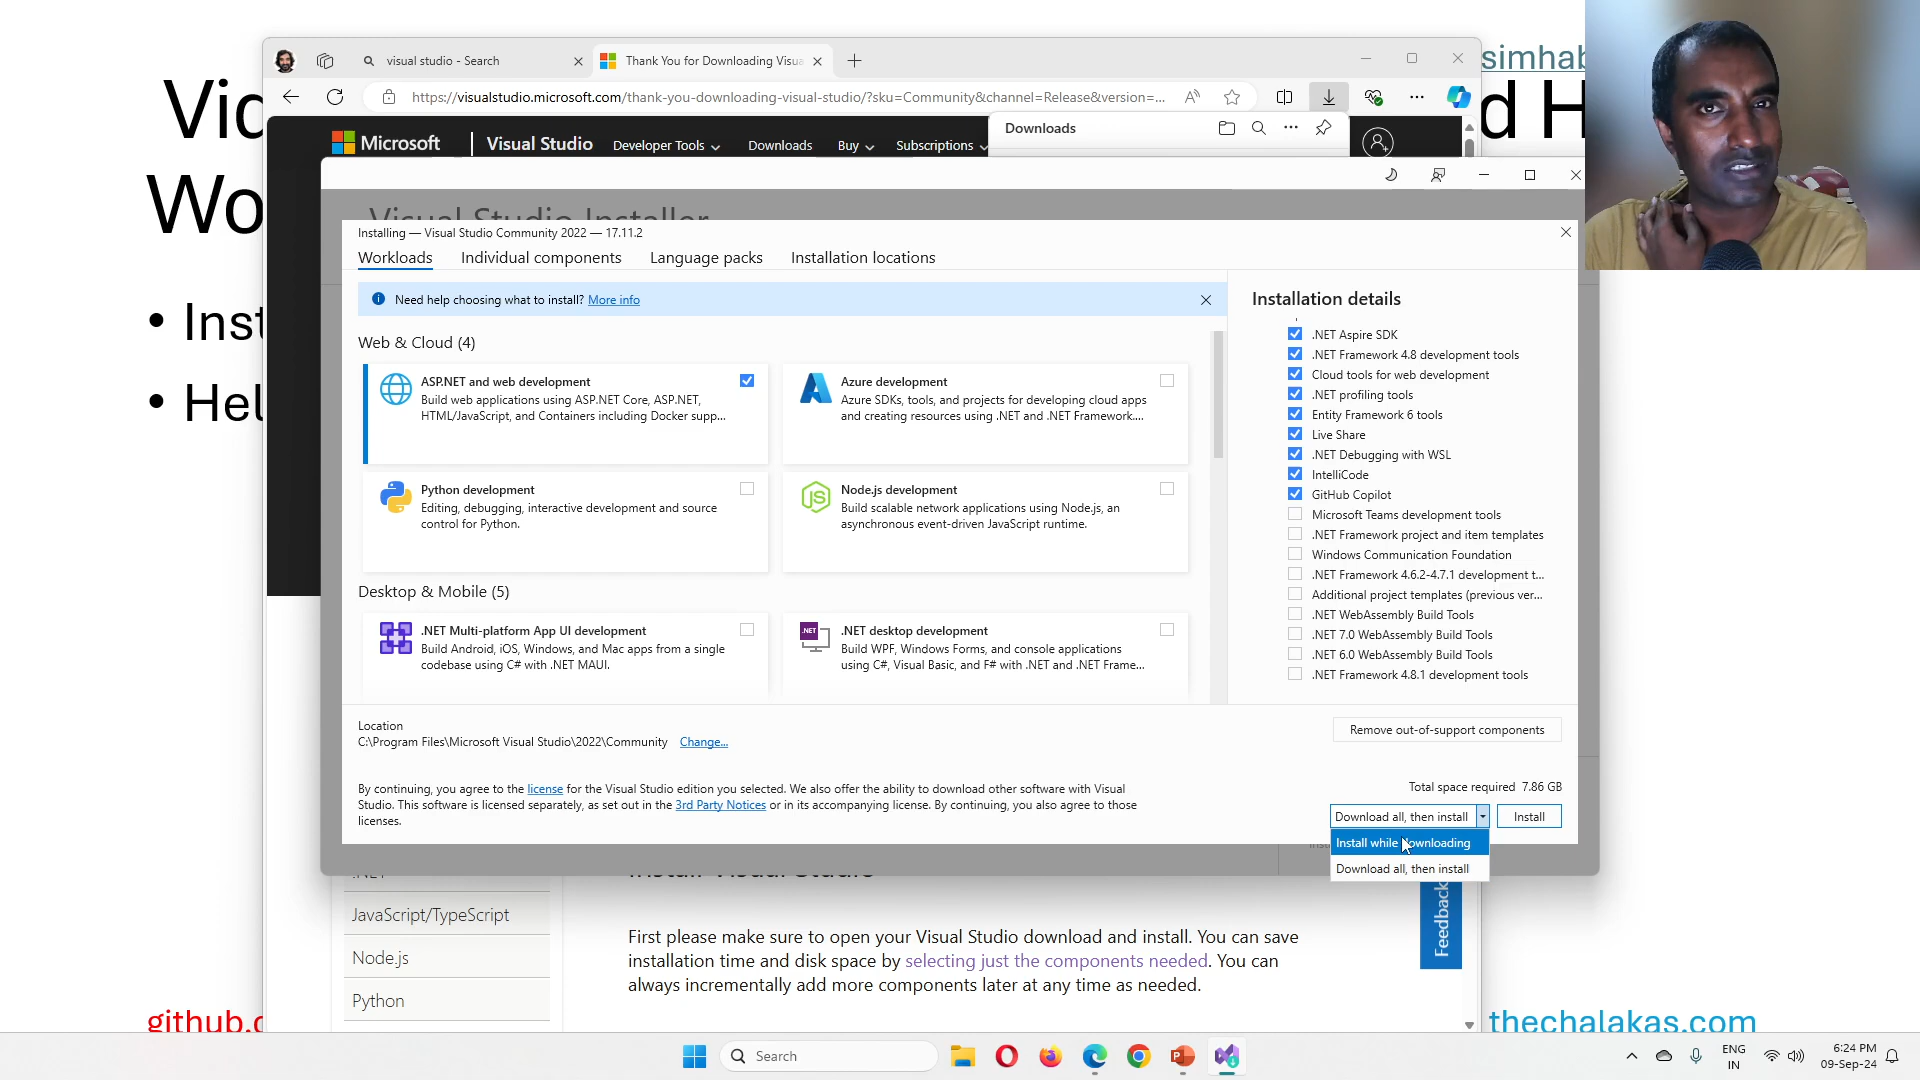 simhab
Vid
d H
Wo
• Inst
• Hel
github.c
thechalakas.com
visual studio - Search
Thank You for Downloading Visua
https://visualstudio.microsoft.com/thank-you-downloading-visual-studio/?sku=Community&channel=Release&version=...
Microsoft
Visual Studio
Developer Tools
Downloads
Buy
Subscriptions
Downloads
Visual Studio Installer
Installing — Visual Studio Community 2022 — 17.11.2
Workloads
Individual components
Language packs
Installation locations
Need help choosing what to install? More info
Web & Cloud (4)
ASP.NET and web development
Build web applications using ASP.NET Core, ASP.NET,
HTML/JavaScript, and Containers including Docker supp...
Azure development
Azure SDKs, tools, and projects for developing cloud apps
and creating resources using .NET and .NET Framework....
Python development
Editing, debugging, interactive development and source
control for Python.
Node.js development
Build scalable network applications using Node.js, an
asynchronous event-driven JavaScript runtime.
Desktop & Mobile (5)
.NET Multi-platform App UI development
Build Android, iOS, Windows, and Mac apps from a single
codebase using C# with .NET MAUI.
.NET
.NET desktop development
Build WPF, Windows Forms, and console applications
using C#, Visual Basic, and F# with .NET and .NET Frame...
Installation details
.NET Aspire SDK
.NET Framework 4.8 development tools
Cloud tools for web development
.NET profiling tools
Entity Framework 6 tools
Live Share
.NET Debugging with WSL
IntelliCode
GitHub Copilot
Microsoft Teams development tools
.NET Framework project and item templates
Windows Communication Foundation
.NET Framework 4.6.2-4.7.1 development t...
Additional project templates (previous ver...
.NET WebAssembly Build Tools
.NET 7.0 WebAssembly Build Tools
.NET 6.0 WebAssembly Build Tools
.NET Framework 4.8.1 development tools
Location
C:\Program Files\Microsoft Visual Studio\2022\Community Change...
Remove out-of-support components
By continuing, you agree to the license for the Visual Studio edition you selected. We also offer the ability to download other software with Visual
Studio. This software is licensed separately, as set out in the 3rd Party Notices or in its accompanying license. By continuing, you also agree to those
licenses.
Total space required 7.86 GB
Download all, then install
Install
Install while downloading
Download all, then install
.NET
JavaScript/TypeScript
Node.js
Python
Install Visual Studio
First please make sure to open your Visual Studio download and install. You can save
installation time and disk space by selecting just the components needed. You can
always incrementally add more components later at any time as needed.
Feedback
Search
ENG
IN
6:24 PM
09-Sep-24